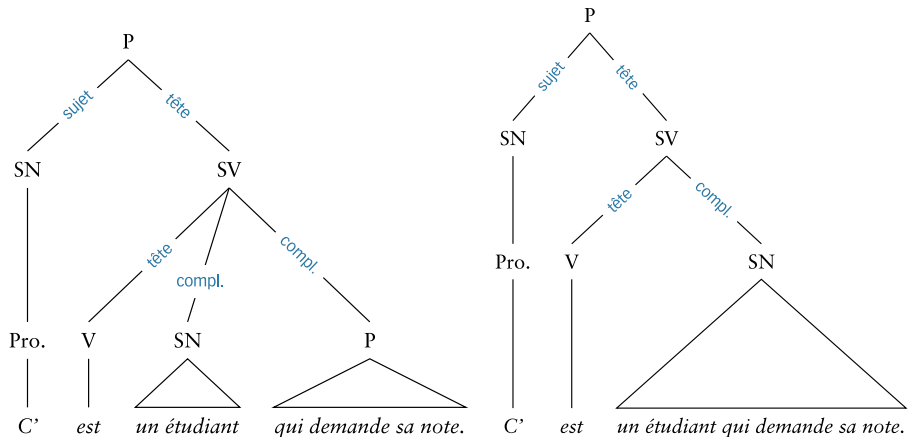 P
sujet tête
SN SV
tête compl. compl.
Pro. V SN P
C’ est un étudiant qui demande sa note.
P
sujet tête
SN SV
tête compl.
Pro. V SN
C’ est un étudiant qui demande sa note.